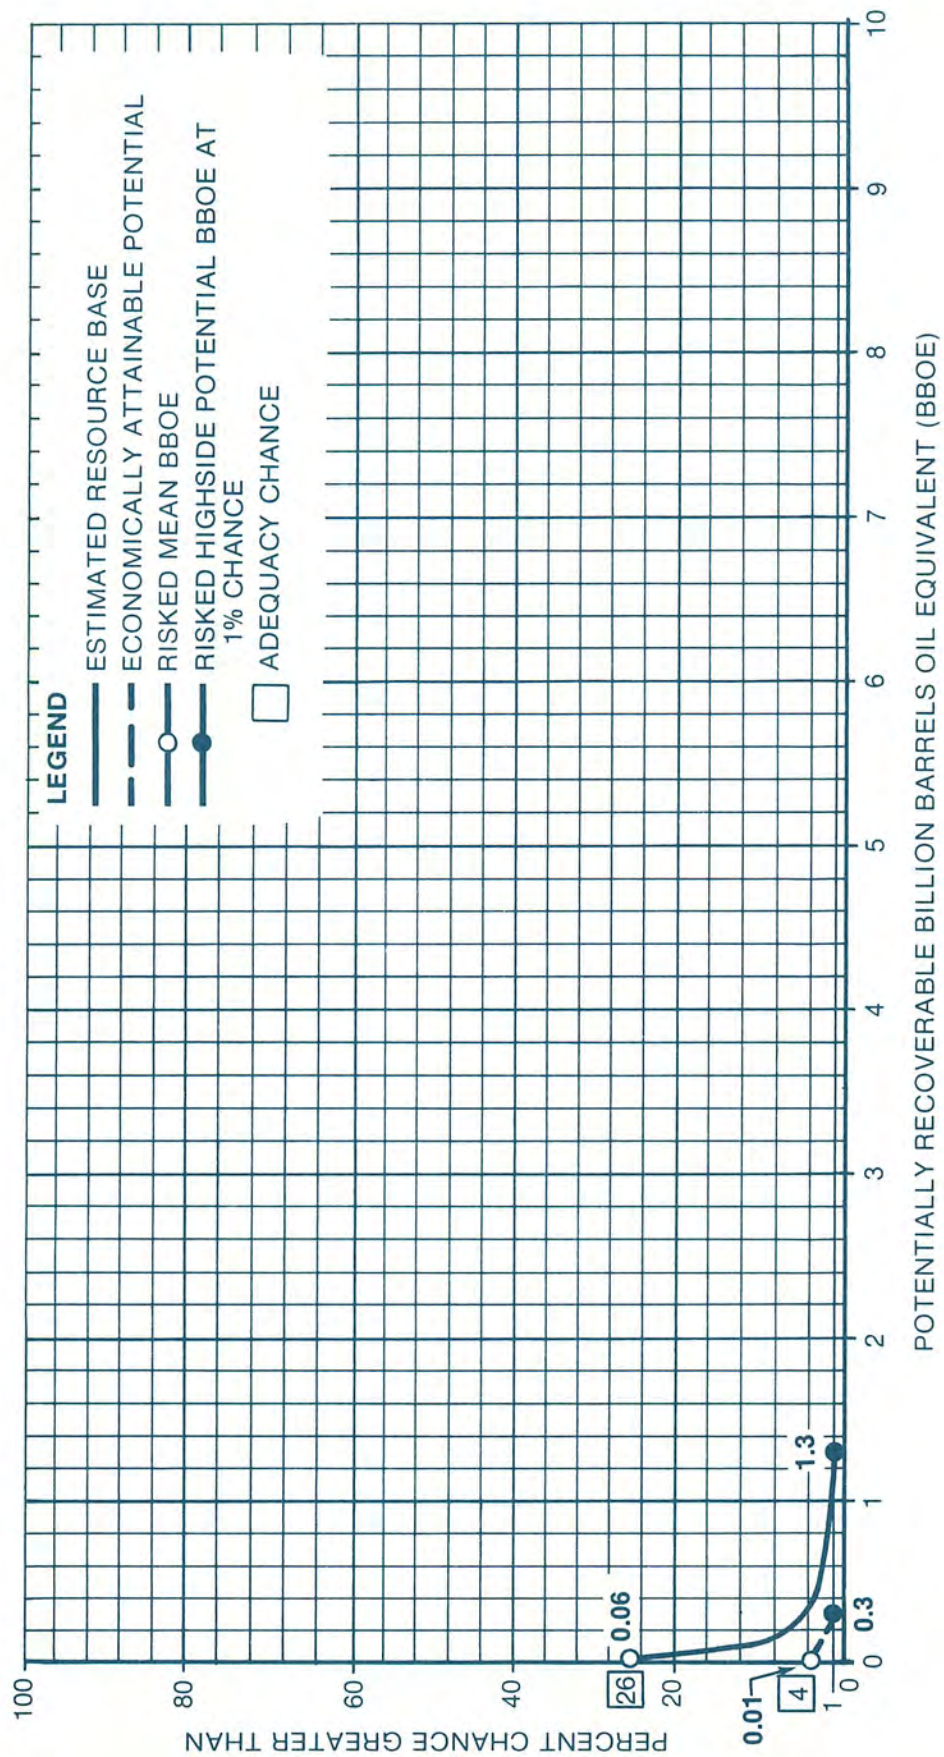 LEGEND
ESTIMATED RESOURCE BASE
ECONOMICALLY ATTAINABLE POTENTIAL
RISKED MEAN BBOE
RISKED HIGHSIDE POTENTIAL BBOE AT
1% CHANCE
ADEQUACY CHANCE
PERCENT CHANGE GREATER THAN
100
80
60
40
20
1
0
26
0.06
0.01
4
1.3
0.3
0 1 2 3 4 5 6 7 8 9 10
POTENTIALLY RECOVERABLE BILLION BARRELS OIL EQUIVALENT (BBOE)